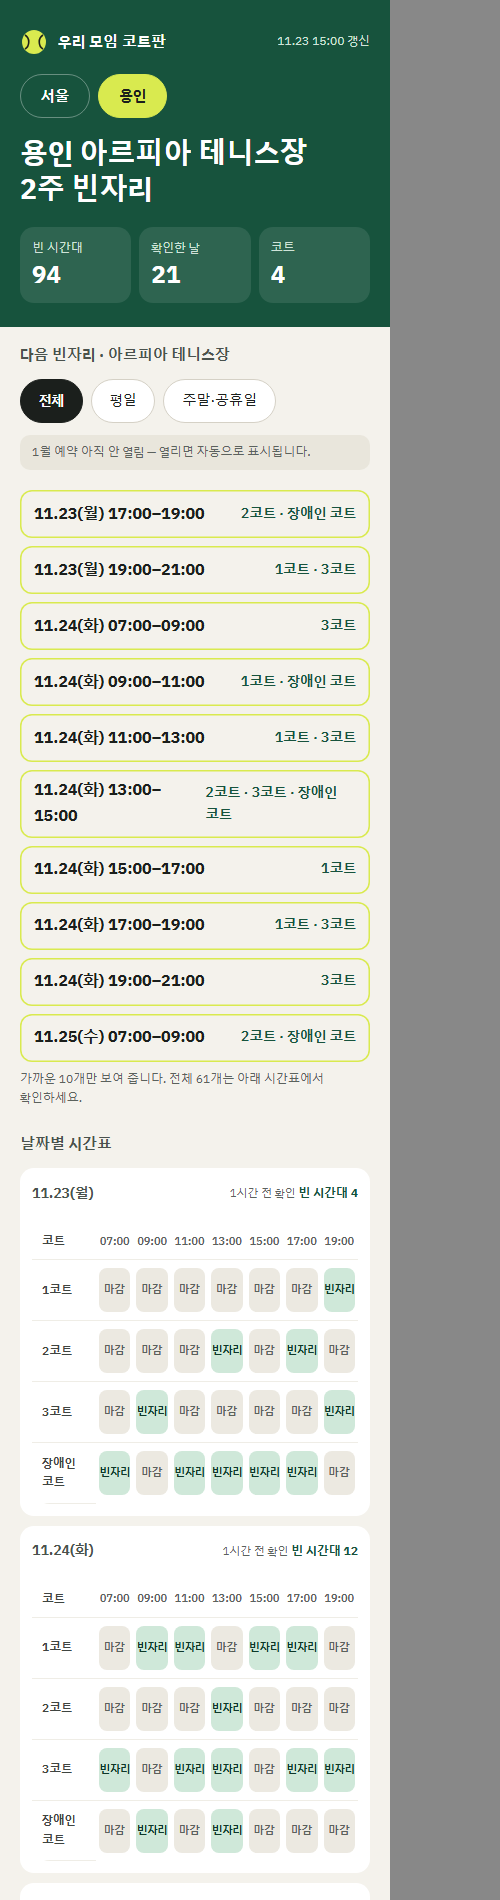 우리 모임 코트판
11.23 15:00 갱신
서울 용인
용인 아르피아 테니스장
2주 빈자리
빈 시간대 확인한 날 코트
94 21 4
다음 빈자리 · 아르피아 테니스장
전체 평일 주말·공휴일
1월 예약 아직 안 열림 — 열리면 자동으로 표시됩니다.
11.23(월) 17:00–19:00 2코트 · 장애인 코트
11.23(월) 19:00–21:00 1코트 · 3코트
11.24(화) 07:00–09:00 3코트
11.24(화) 09:00–11:00 1코트 · 장애인 코트
11.24(화) 11:00–13:00 1코트 · 3코트
11.24(화) 13:00–
15:00
2코트 · 3코트 · 장애인
코트
11.24(화) 15:00–17:00 1코트
11.24(화) 17:00–19:00 1코트 · 3코트
11.24(화) 19:00–21:00 3코트
11.25(수) 07:00–09:00 2코트 · 장애인 코트
가까운 10개만 보여 줍니다. 전체 61개는 아래 시간표에서
확인하세요.
날짜별 시간표
11.23(월) 1시간 전 확인 빈 시간대 4
코트 07:00 09:00 11:00 13:00 15:00 17:00 19:00
1코트 마감 마감 마감 마감 마감 마감 빈자리
2코트 마감 마감 마감 빈자리 마감 빈자리 마감
3코트 마감 빈자리 마감 마감 마감 마감 빈자리
장애인
코트
빈자리 마감 빈자리 빈자리 빈자리 빈자리 마감
11.24(화) 1시간 전 확인 빈 시간대 12
코트 07:00 09:00 11:00 13:00 15:00 17:00 19:00
1코트 마감 빈자리 빈자리 마감 빈자리 빈자리 마감
2코트 마감 마감 마감 빈자리 마감 마감 마감
3코트 빈자리 마감 빈자리 빈자리 마감 빈자리 빈자리
장애인
코트
마감 빈자리 마감 빈자리 마감 마감 마감